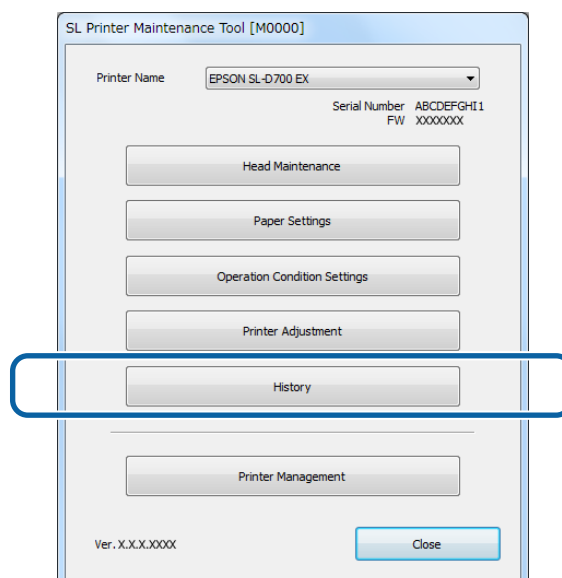 SL Printer Maintenance Tool [M0000]
Printer Name EPSON SL-D700 EX
Serial Number ABCDEFGHI1
FW XXXXXXX
Head Maintenance
Paper Settings
Operation Condition Settings
Printer Adjustment
History
Printer Management
Ver. X.X.X.XXXX Close